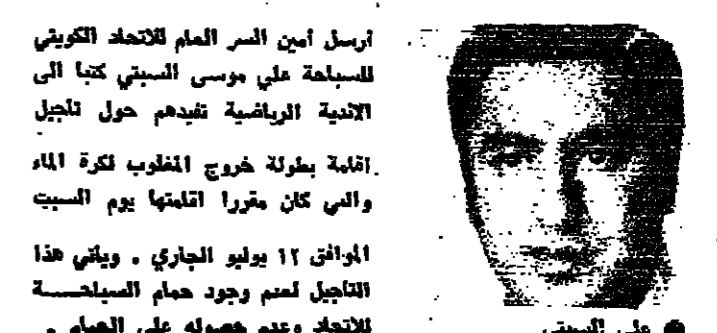 أرسل أمين السر العام للاتحاد الكويتي
للسباحة علي موسى السبتي كتبا الى
الاندية الرياضية تفيدهم حول تأجيل
اقامة بطولة خروج المغلوب لكرة الماء
والتي كان مقررا اقامتها يوم السبت
الموافق ١٢ يوليو الجاري . ويأتي هذا
التأجيل لعدم وجود حمام السباحـــة
للاتحاد وعدم حصوله على الحمام .
علي السبتي